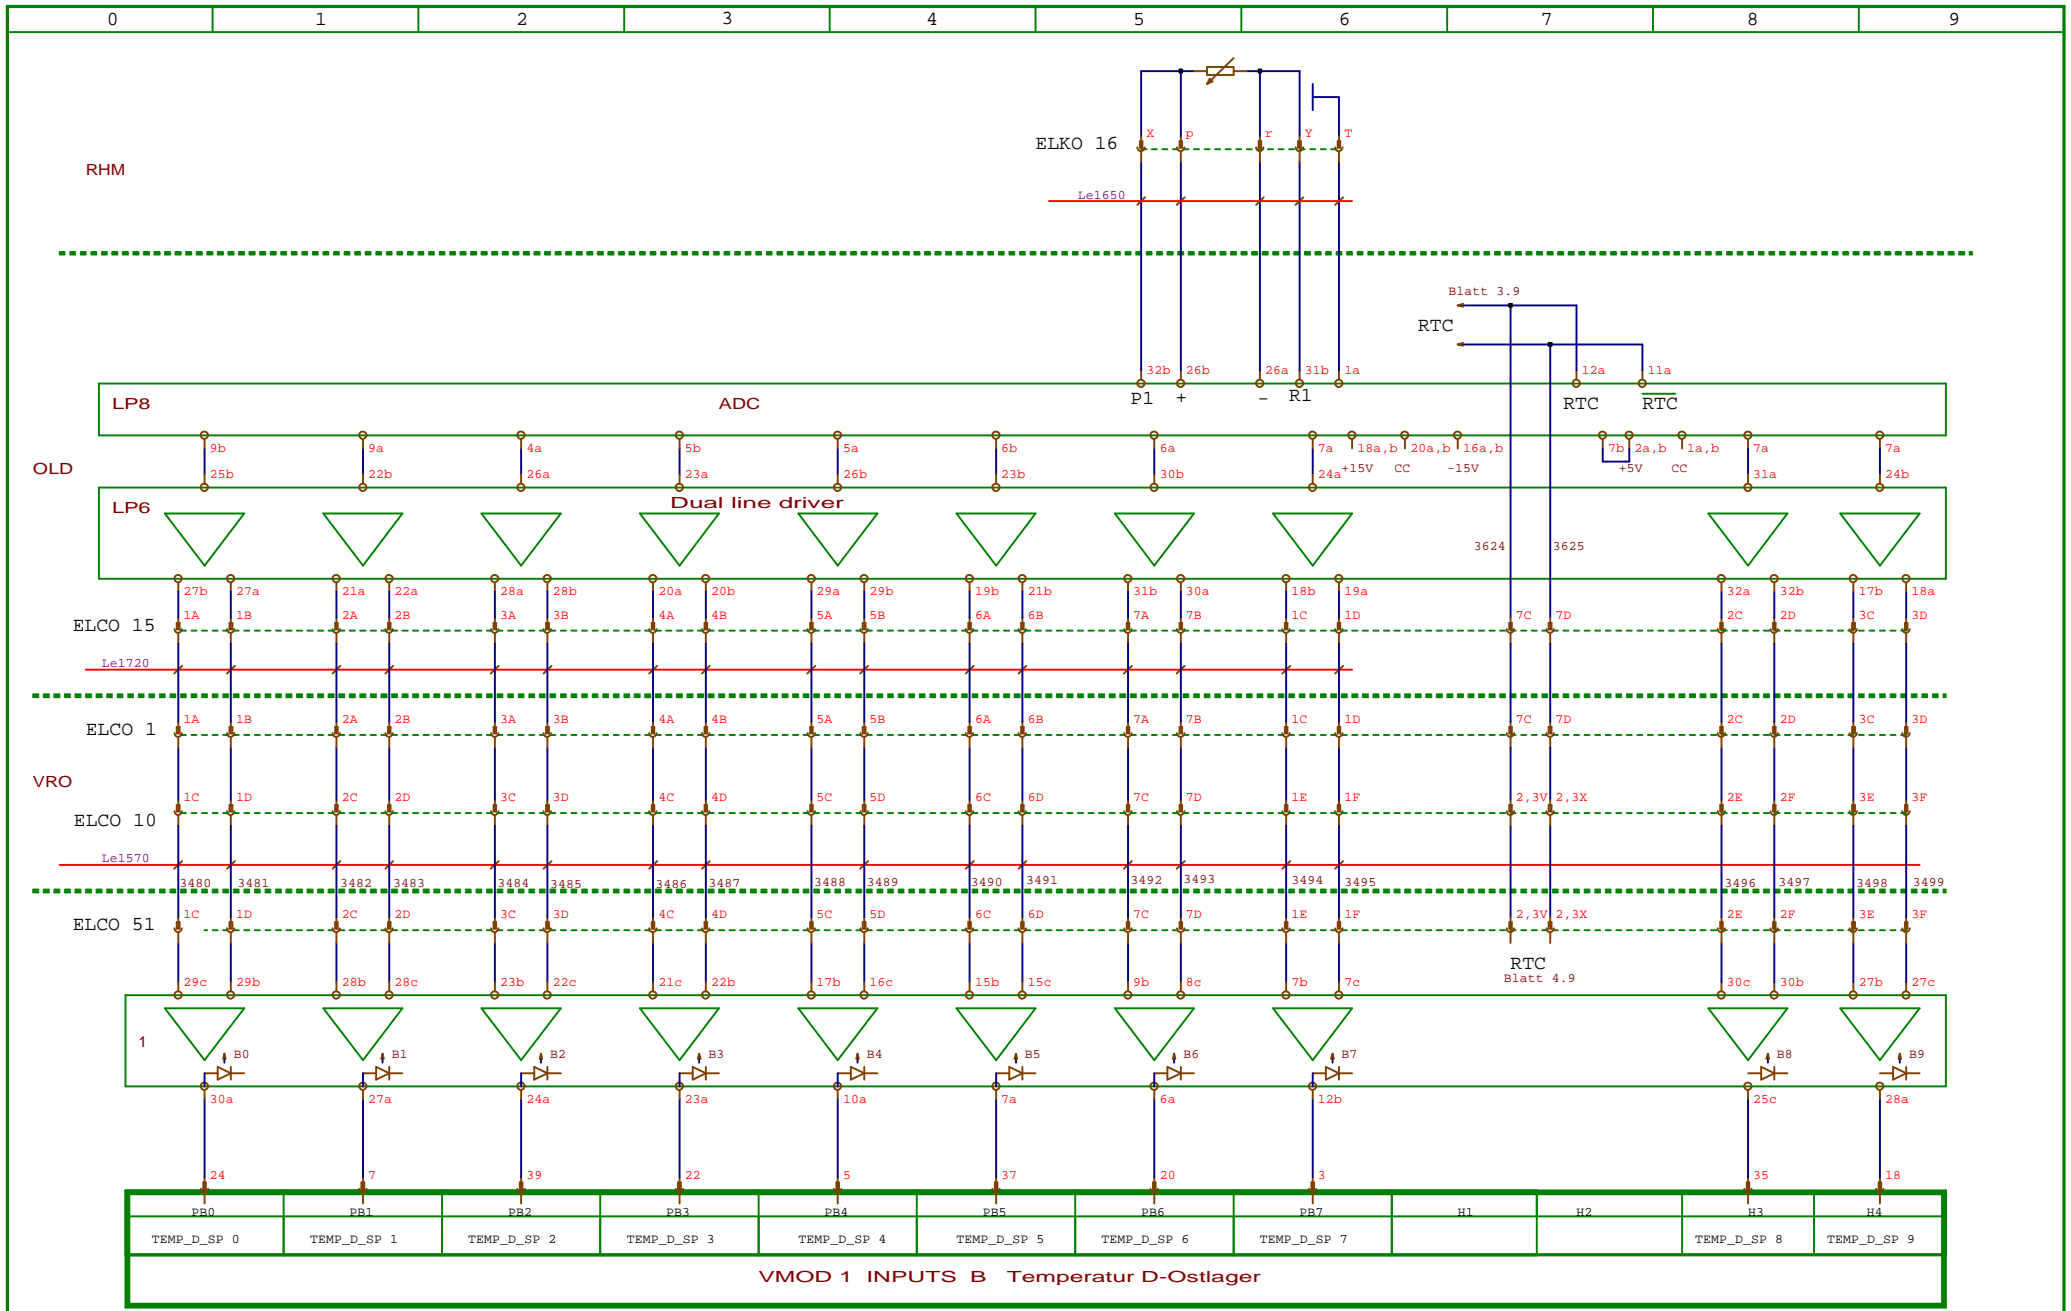 0 1 2 3 4 5 6 7 8 9
X p r Y T
ELKO 16
RHM
Le1650
Blatt 3.9
RTC
32b 26b 26a 31b 1a 12a 11a
LP8 ADC P1 + - R1 RTC RTC
9b 9a 4a 5b 5a 6b 6a 7a 18a,b 20a,b 16a,b 7b 2a,b 1a,b 7a 7a
OLD +15V CC -15V +5V CC
25b 22b 26a 23a 26b 23b 30b 24a 31a 24b
LP6 Dual line driver
3624 3625
27b 27a 21a 22a 28a 28b 20a 20b 29a 29b 19b 21b 31b 30a 18b 19a 32a 32b 17b 18a
1A 1B 2A 2B 3A 3B 4A 4B 5A 5B 6A 6B 7A 7B 1C 1D 7C 7D 2C 2D 3C 3D
ELCO 15
Le1720
1A 1B 2A 2B 3A 3B 4A 4B 5A 5B 6A 6B 7A 7B 1C 1D 7C 7D 2C 2D 3C 3D
ELCO 1
VRO
1C 1D 2C 2D 3C 3D 4C 4D 5C 5D 6C 6D 7C 7D 1E 1F 2,3V 2,3X 2E 2F 3E 3F
ELCO 10
Le1570
3480 3481 3482 3483 3484 3485 3486 3487 3488 3489 3490 3491 3492 3493 3494 3495 3496 3497 3498 3499
1C 1D 2C 2D 3C 3D 4C 4D 5C 5D 6C 6D 7C 7D 1E 1F 2,3V 2,3X 2E 2F 3E 3F
ELCO 51
RTC
Blatt 4.9
29c 29b 28b 28c 23b 22c 21c 22b 17b 16c 15b 15c 9b 8c 7b 7c 30c 30b 27b 27c
1
B0 B1 B2 B3 B4 B5 B6 B7 B8 B9
30a 27a 24a 23a 10a 7a 6a 12b 25c 28a
24 7 39 22 5 37 20 3 35 18
PB0 PB1 PB2 PB3 PB4 PB5 PB6 PB7 H1 H2 H3 H4
TEMP_D_SP 0 TEMP_D_SP 1 TEMP_D_SP 2 TEMP_D_SP 3 TEMP_D_SP 4 TEMP_D_SP 5 TEMP_D_SP 6 TEMP_D_SP 7 TEMP_D_SP 8 TEMP_D_SP 9
VMOD 1 INPUTS B Temperatur D-Ostlager